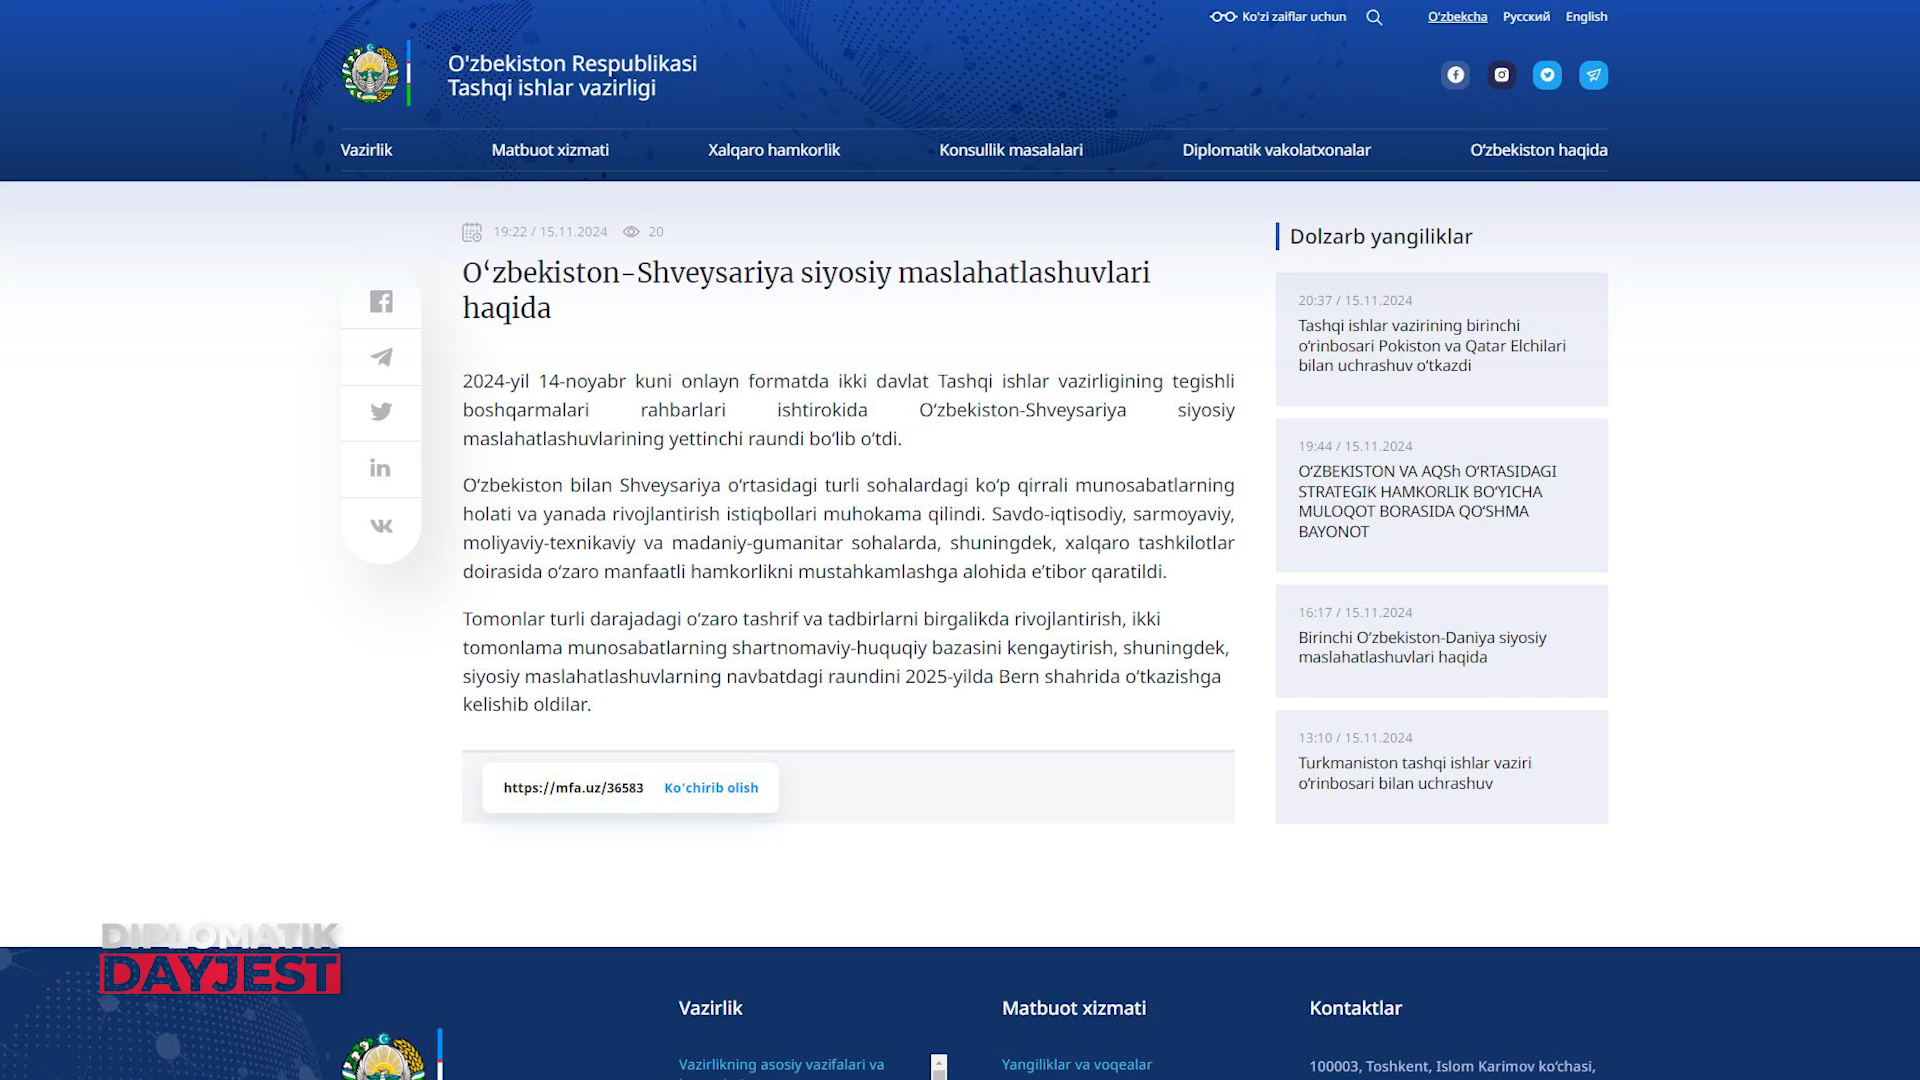 Ko'zi zaiflar uchun
O'zbekcha Русский English
O'zbekiston Respublikasi
Tashqi ishlar vazirligi
Vazirlik Matbuot xizmati Xalqaro hamkorlik Konsullik masalalari Diplomatik vakolatxonalar O‘zbekiston haqida
19:22 / 15.11.2024 20
O‘zbekiston-Shveysariya siyosiy maslahatlashuvlari
haqida
2024-yil 14-noyabr kuni onlayn formatda ikki davlat Tashqi ishlar vazirligining tegishli
boshqarmalari rahbarlari ishtirokida O‘zbekiston-Shveysariya siyosiy
maslahatlashuvlarining yettinchi raundi bo‘lib o‘tdi.
O‘zbekiston bilan Shveysariya o‘rtasidagi turli sohalardagi ko‘p qirrali munosabatlarning
holati va yanada rivojlantirish istiqbollari muhokama qilindi. Savdo-iqtisodiy, sarmoyaviy,
moliyaviy-texnikaviy va madaniy-gumanitar sohalarda, shuningdek, xalqaro tashkilotlar
doirasida o‘zaro manfaatli hamkorlikni mustahkamlashga alohida e’tibor qaratildi.
Tomonlar turli darajadagi o‘zaro tashrif va tadbirlarni birgalikda rivojlantirish, ikki
tomonlama munosabatlarning shartnomaviy-huquqiy bazasini kengaytirish, shuningdek,
siyosiy maslahatlashuvlarning navbatdagi raundini 2025-yilda Bern shahrida o‘tkazishga
kelishib oldilar.
https://mfa.uz/36583 Ko'chirib olish
Dolzarb yangiliklar
20:37 / 15.11.2024
Tashqi ishlar vazirining birinchi
o‘rinbosari Pokiston va Qatar Elchilari
bilan uchrashuv o‘tkazdi
19:44 / 15.11.2024
O‘ZBEKISTON VA AQSh O‘RTASIDAGI
STRATEGIK HAMKORLIK BO‘YICHA
MULOQOT BORASIDA QO‘SHMA
BAYONOT
16:17 / 15.11.2024
Birinchi O‘zbekiston-Daniya siyosiy
maslahatlashuvlari haqida
13:10 / 15.11.2024
Turkmaniston tashqi ishlar vaziri
o‘rinbosari bilan uchrashuv
DIPLOMATIK
DAYJEST
Vazirlik
Vazirlikning asosiy vazifalari va
Matbuot xizmati
Yangiliklar va voqealar
Kontaktlar
100003, Toshkent, Islom Karimov ko‘chasi,